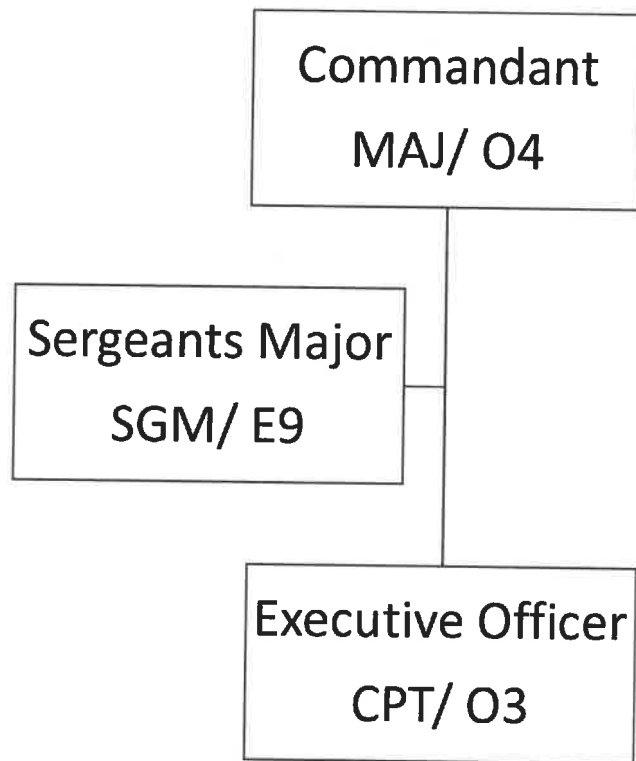 Commandant
MAJ/ O4
Sergeants Major
SGM/ E9
Executive Officer
CPT/ O3